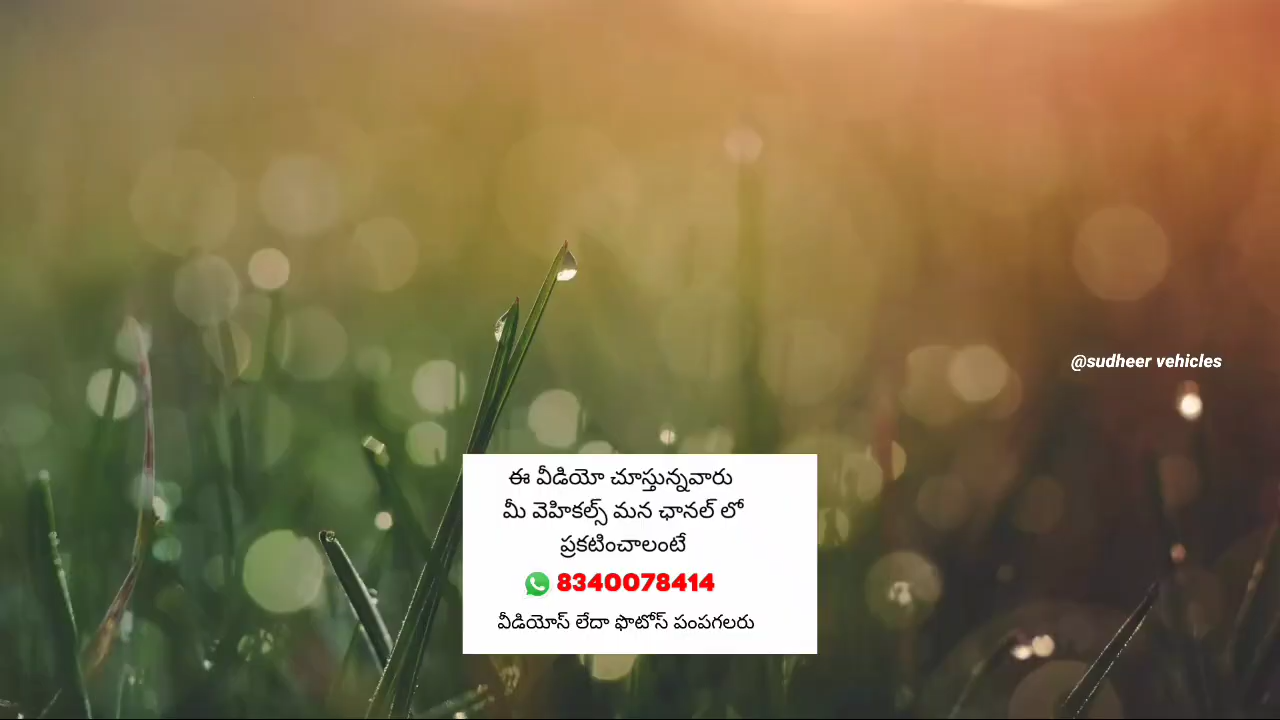 @sudheer vehicles
ఈ వీడియో చూస్తున్నవారు
మీ వెహికల్స్ మన ఛానల్ లో
ప్రకటించాలంటే
8340078414
వీడియోస్ లేదా ఫొటోస్ పంపగలరు